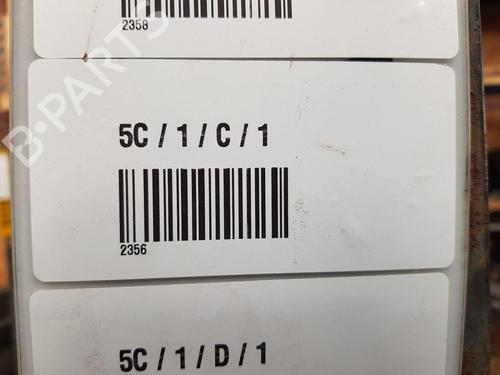 2358
5C / 1 / C / 1
2356
5C / 1 / D / 1
B-PARTS